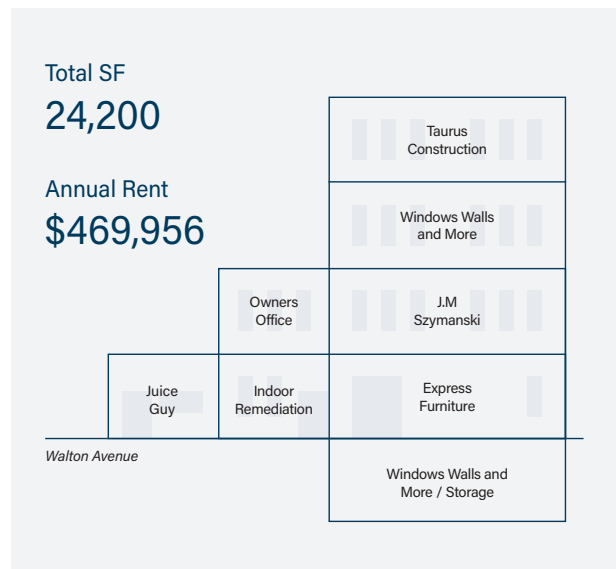 Total SF
24,200
Annual Rent
$469,956
Taurus
Construction
Windows Walls
and More
Owners
Office
J.M
Szymanski
Juice
Guy
Indoor
Remediation
Express
Furniture
Walton Avenue
Windows Walls and
More / Storage